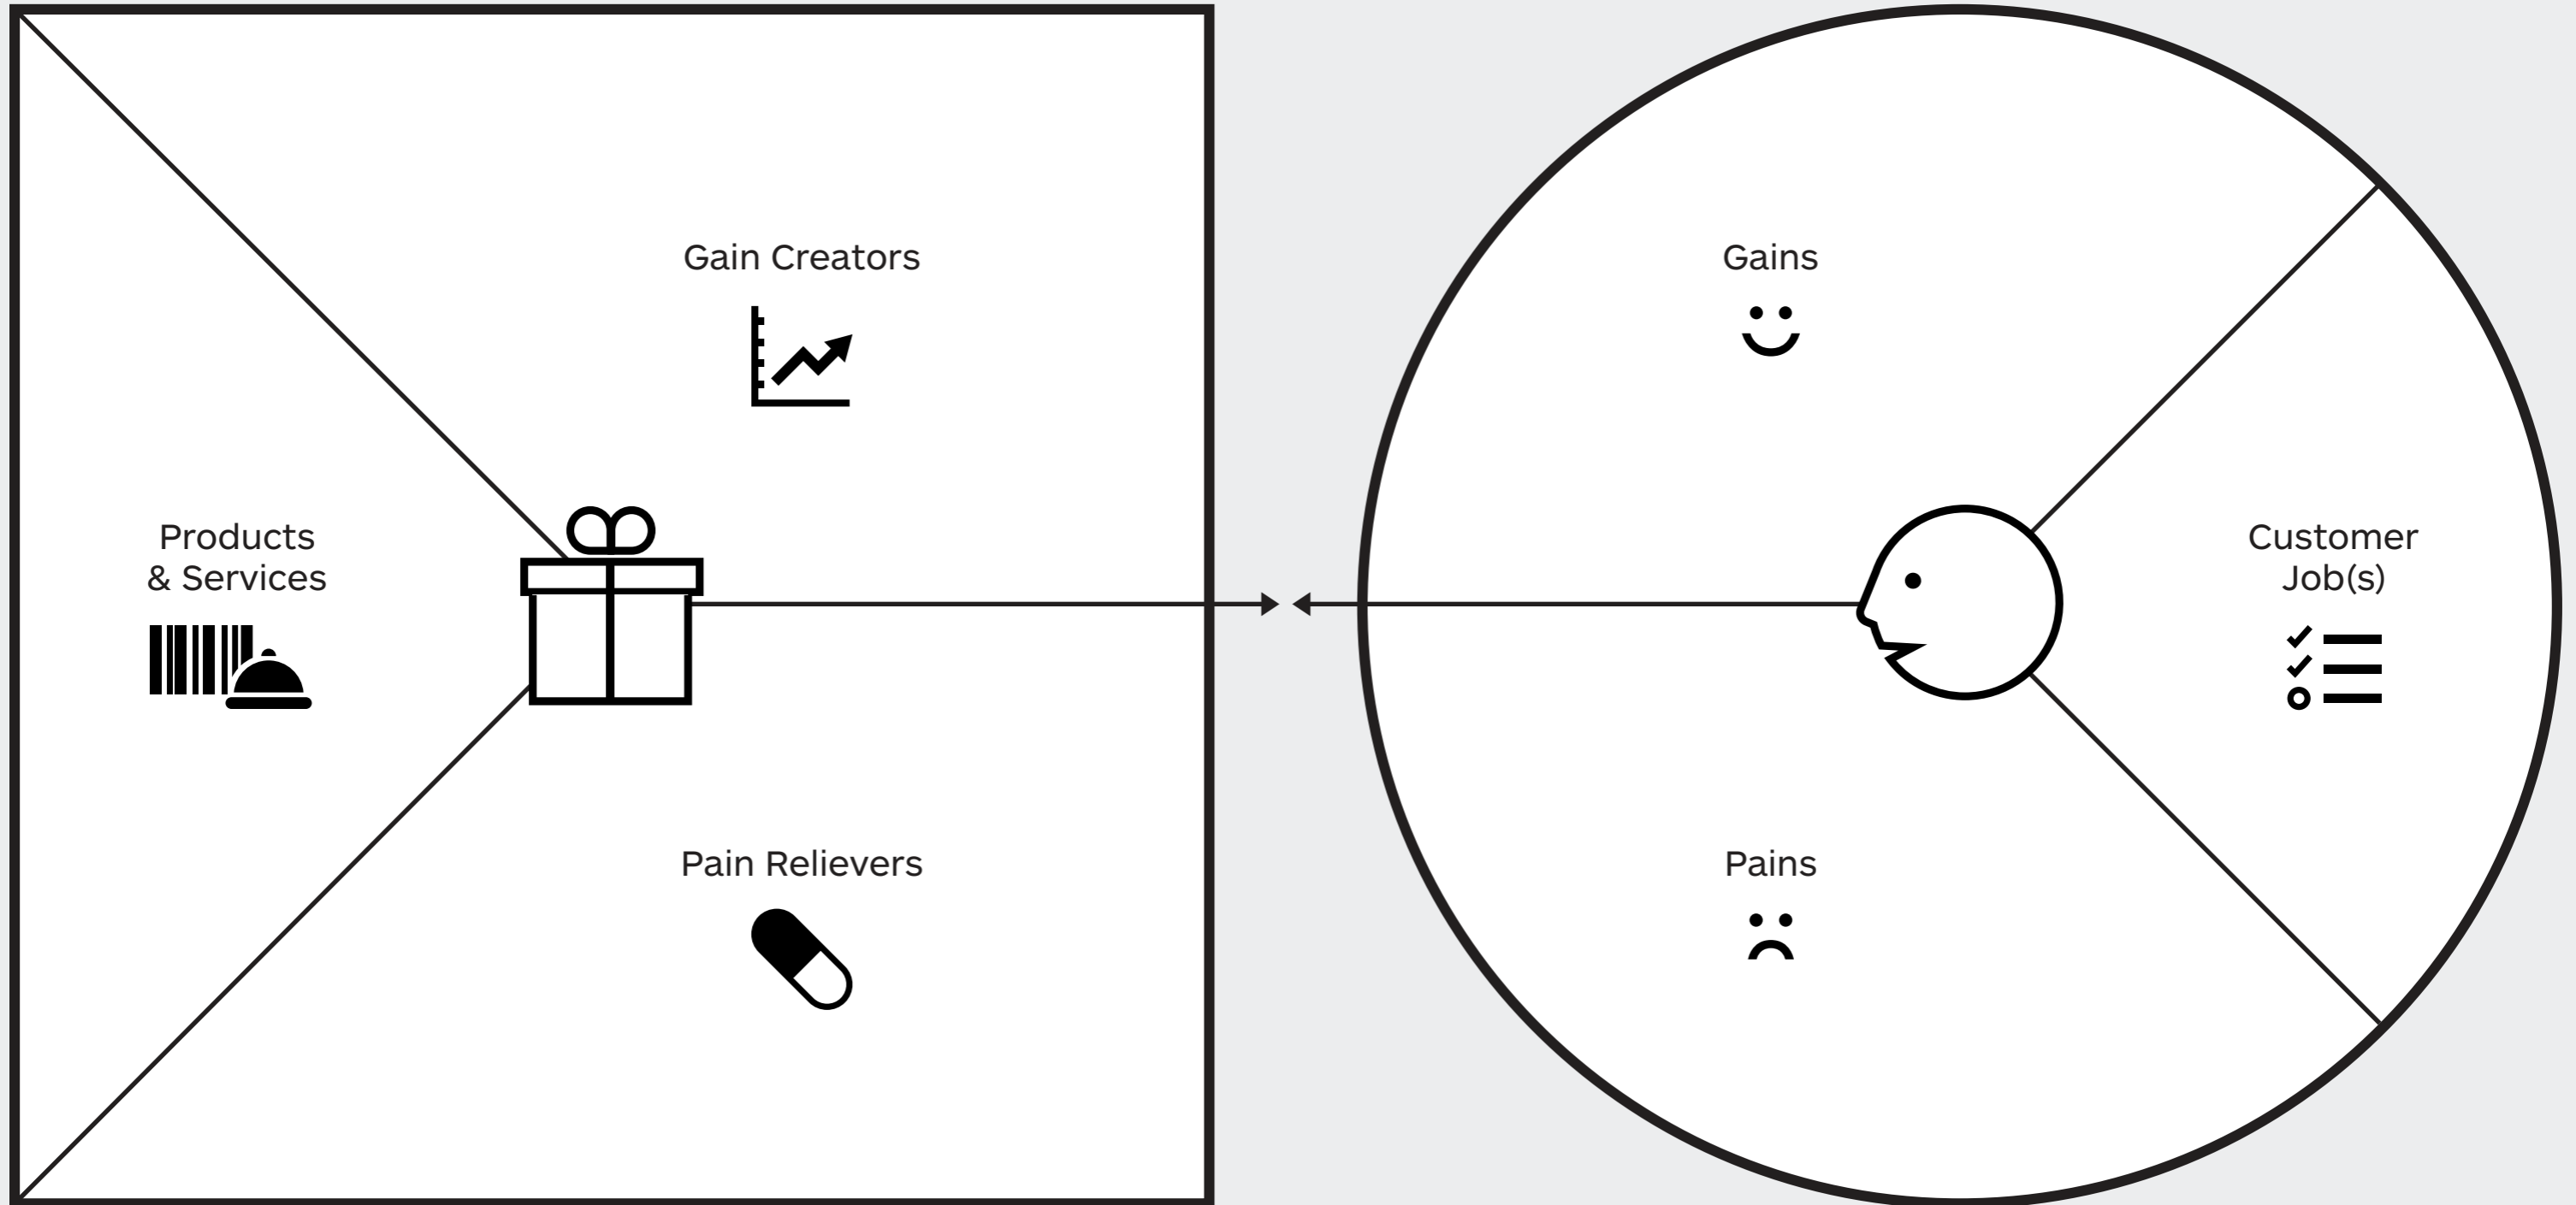 Gain Creators
Gains
Products
& Services
Customer
Job(s)
Pain Relievers
Pains